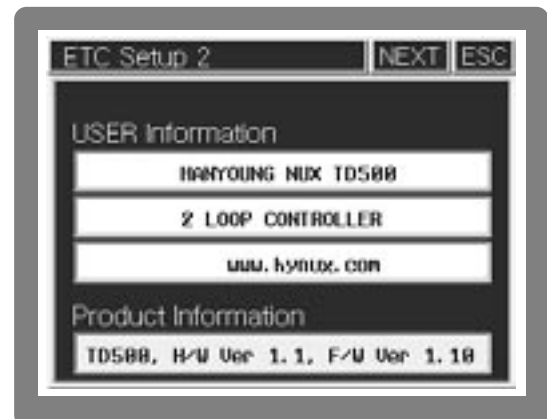 ETC Setup 2 NEXT ESC
USER Information
HANYOUNG NUX TD500
2 LOOP CONTROLLER
www.hynux.com
Product Information
TD500, H/W Ver 1.1, F/W Ver 1.10